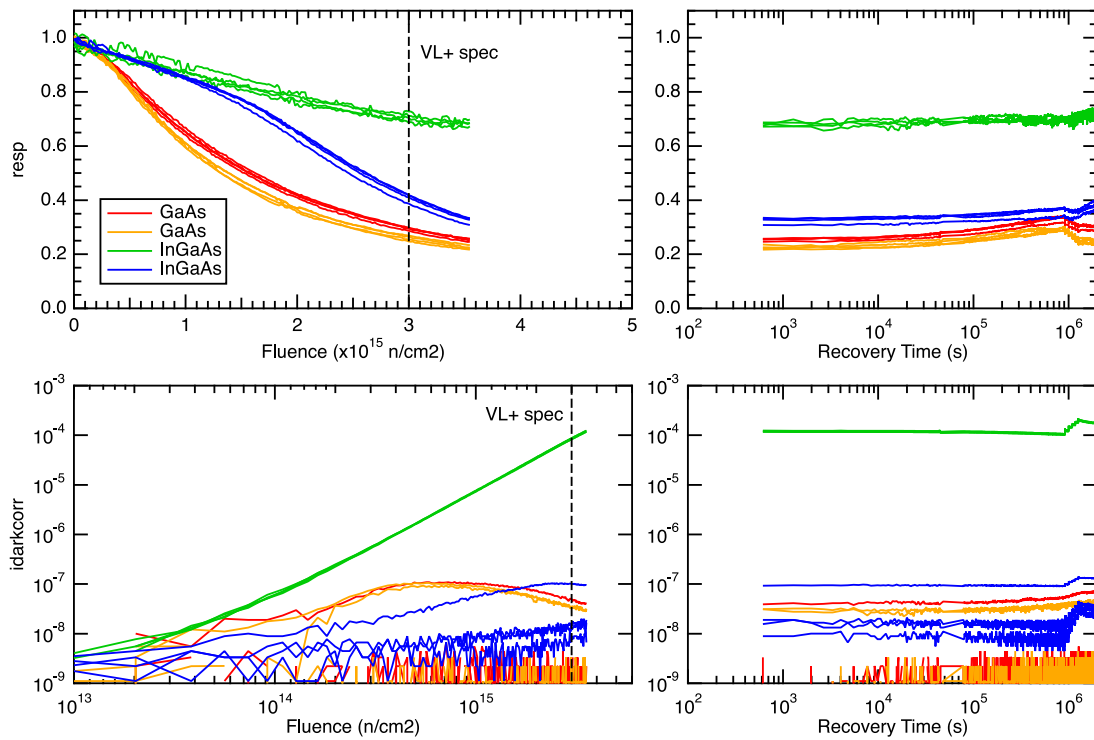 1.0
0.8
0.6
0.4
0.2
0.0
resp
VL+ spec
GaAs
GaAs
InGaAs
InGaAs
0 1 2 3 4 5
Fluence (x10^15 n/cm2)
1.0
0.8
0.6
0.4
0.2
0.0
10^2 10^3 10^4 10^5 10^6
Recovery Time (s)
10^-3
10^-4
10^-5
10^-6
10^-7
10^-8
10^-9
idarkcorr
VL+ spec
10^13 10^14 10^15
Fluence (n/cm2)
10^-3
10^-4
10^-5
10^-6
10^-7
10^-8
10^-9
10^2 10^3 10^4 10^5 10^6
Recovery Time (s)